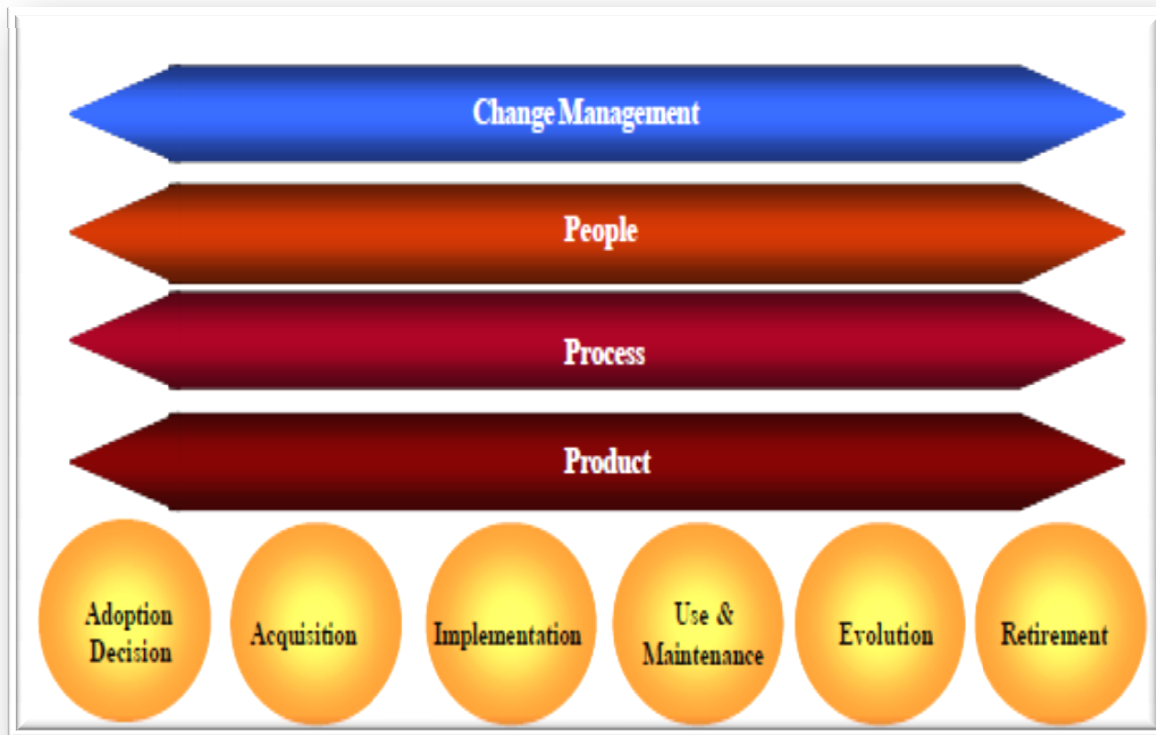 Change Management
People
Process
Product
Adoption
Decision
Acquisition
Implementation
Use &
Maintenance
Evolution
Retirement